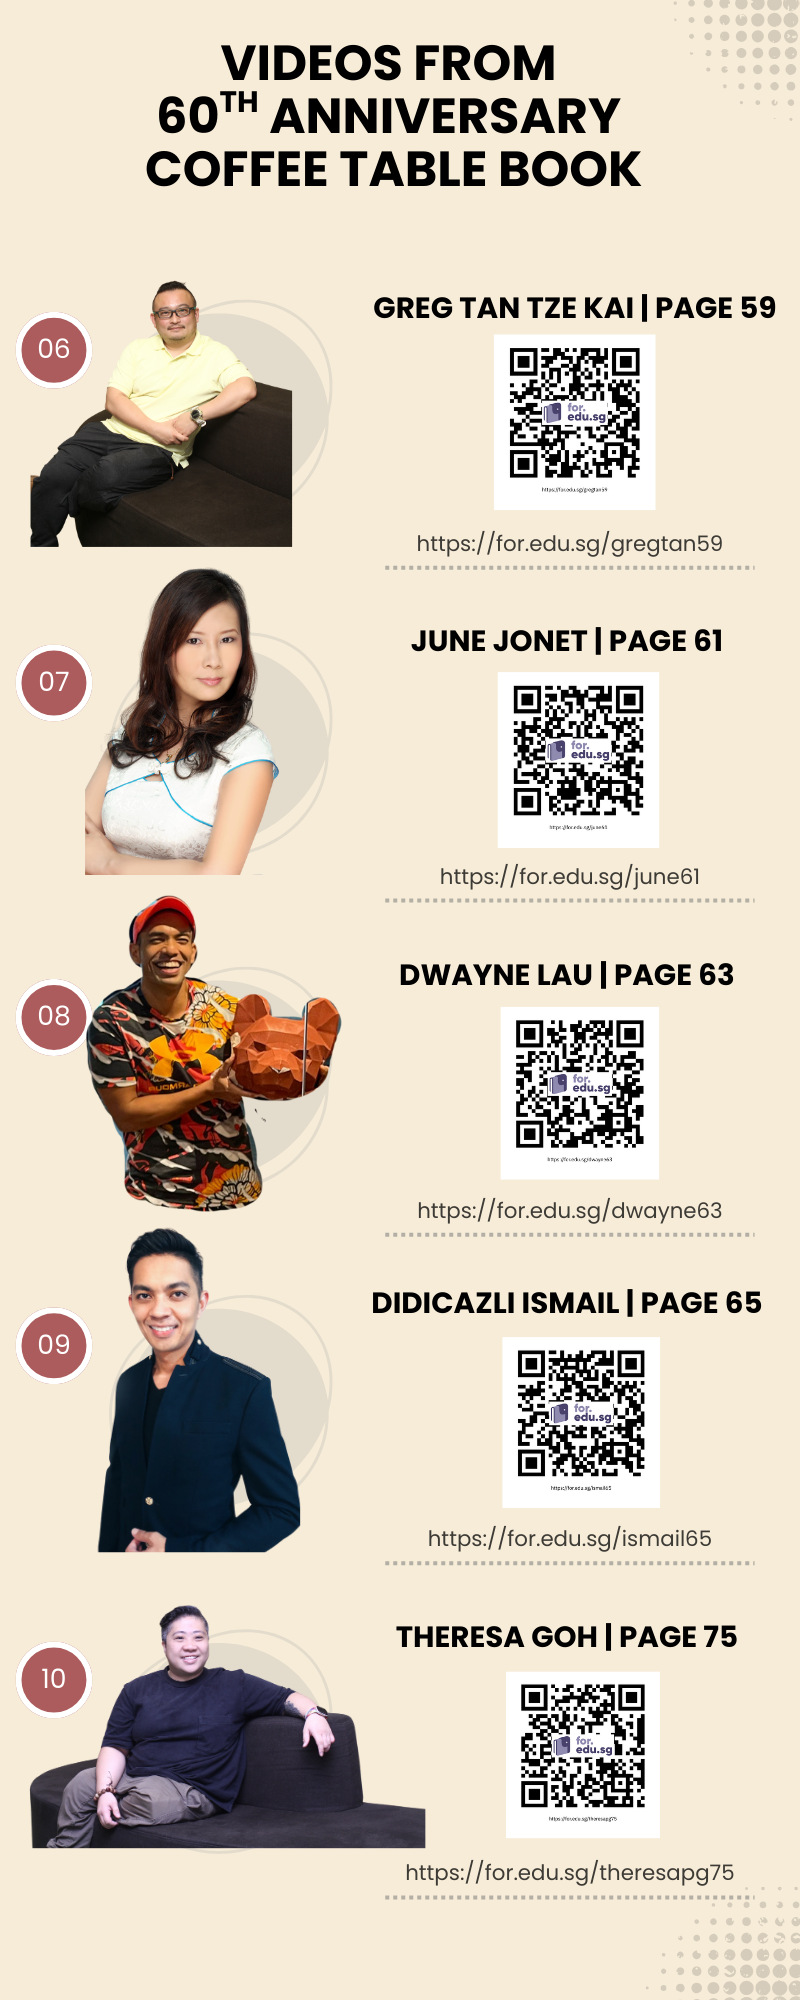 VIDEOS FROM
60TH ANNIVERSARY
COFFEE TABLE BOOK
06
GREG TAN TZE KAI | PAGE 59
for.
edu.sg
https://for.edu.sg/gregtan59
https://for.edu.sg/gregtan59
07
JUNE JONET | PAGE 61
for.
edu.sg
https://for.edu.sg/june61
https://for.edu.sg/june61
08
DWAYNE LAU | PAGE 63
for.
edu.sg
https://for.edu.sg/dwayne63
https://for.edu.sg/dwayne63
09
DIDICAZLI ISMAIL | PAGE 65
for.
edu.sg
https://for.edu.sg/ismail65
https://for.edu.sg/ismail65
10
THERESA GOH | PAGE 75
for.
edu.sg
https://for.edu.sg/theresapg75
https://for.edu.sg/theresapg75